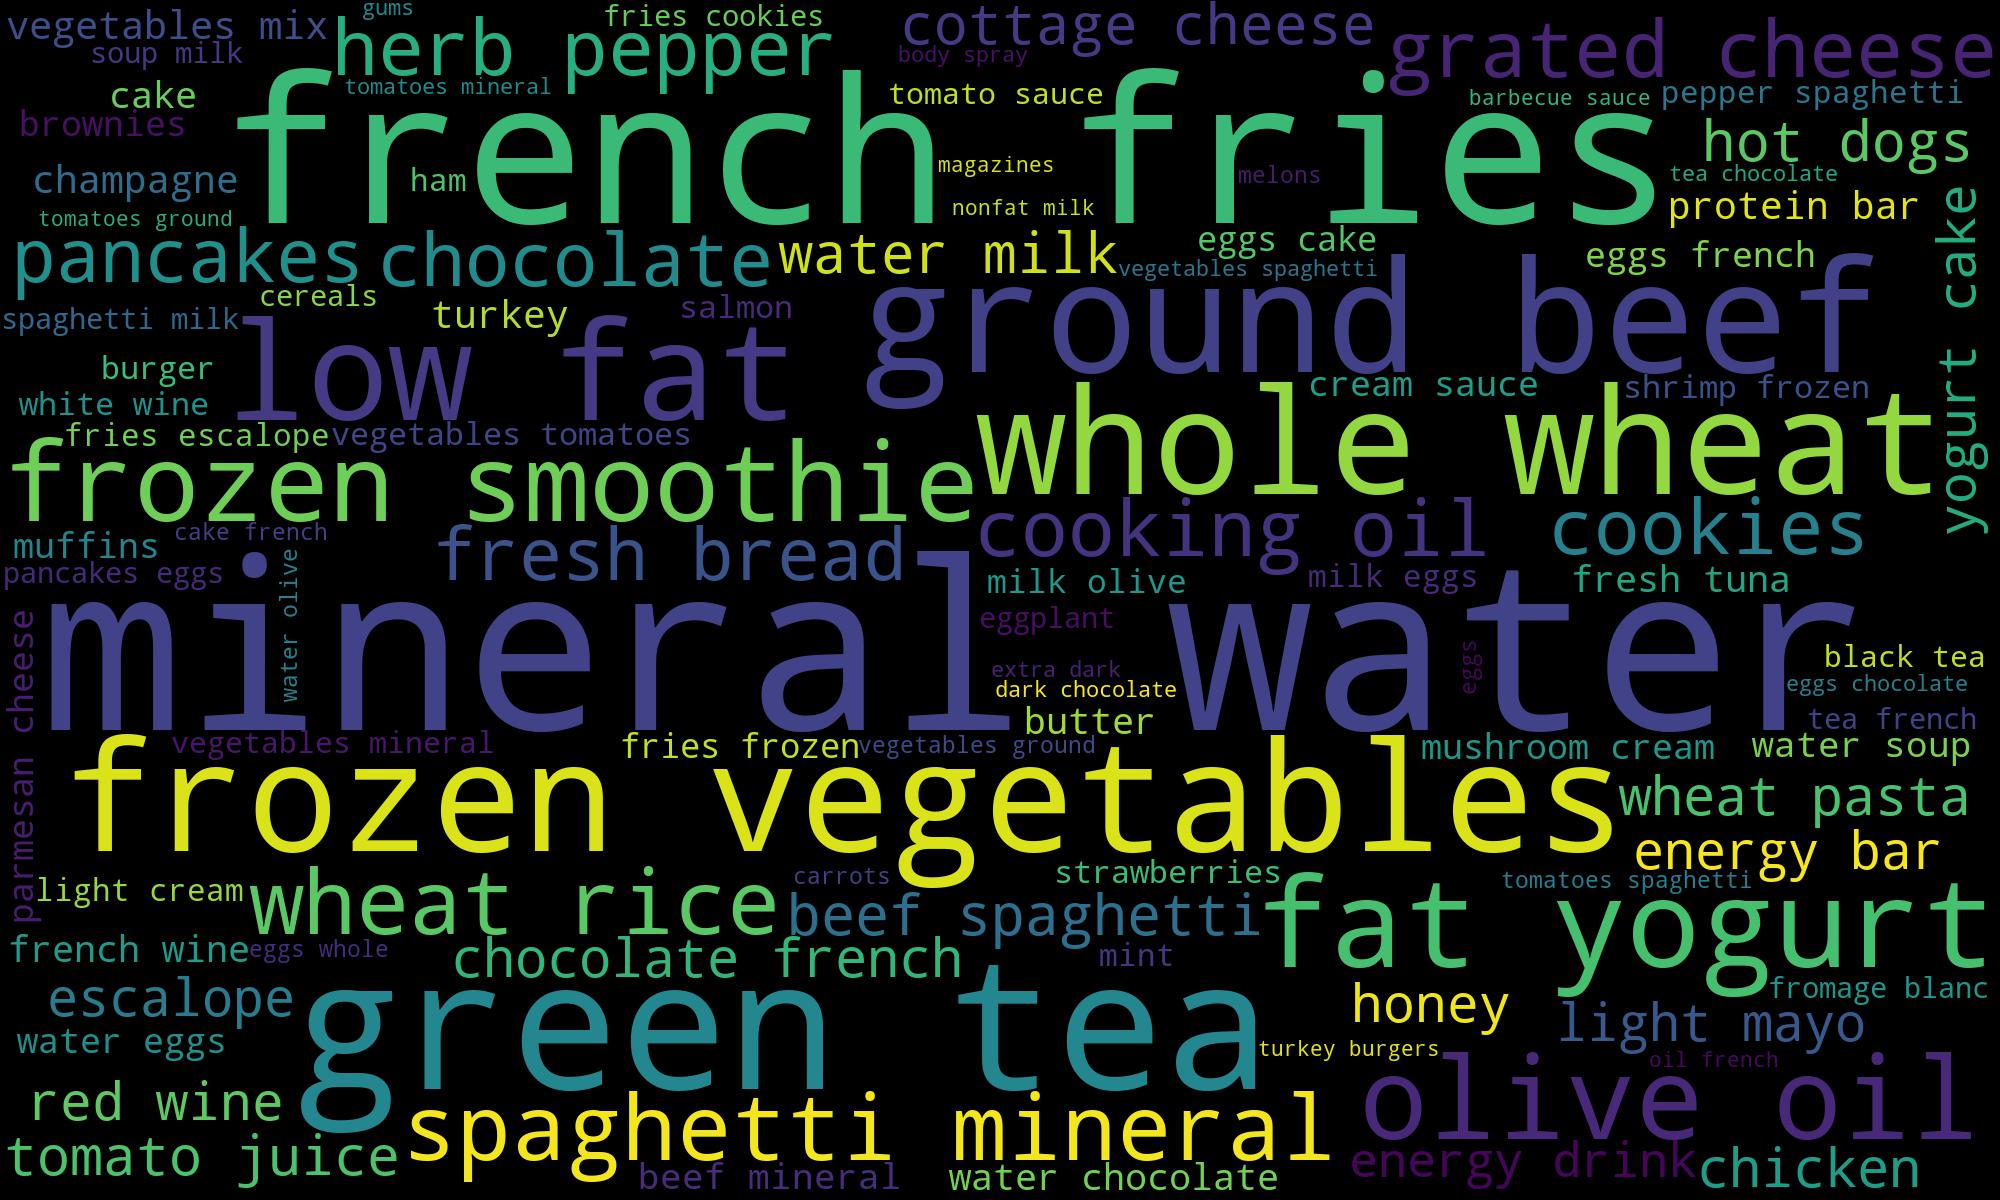 vegetables mix
gums
fries cookies
cottage cheese
grated cheese
soup milk
herb pepper
body spray
cake
tomatoes mineral
tomato sauce
barbecue sauce
pepper spaghetti
brownies
french fries
hot dogs
champagne
ham
magazines
melons
tea chocolate
tomatoes ground
nonfat milk
protein bar
pancakes
chocolate
water milk
eggs cake
eggs french
yogurt cake
vegetables spaghetti
spaghetti milk
cereals
turkey
salmon
ground beef
burger
low fat
cream sauce
shrimp frozen
white wine
fries escalope
vegetables tomatoes
whole wheat
frozen smoothie
muffins
cake french
fresh bread
cooking oil
cookies
pancakes eggs
water olive
milk olive
milk eggs
fresh tuna
parmesan cheese
mineral water
eggplant
extra dark
eggs
black tea
dark chocolate
eggs chocolate
butter
tea french
vegetables mineral
fries frozen
vegetables ground
mushroom cream
water soup
frozen vegetables
wheat pasta
energy bar
light cream
wheat rice
carrots
strawberries
tomatoes spaghetti
beef spaghetti
fat yogurt
french wine
eggs whole
chocolate french
mint
escalope
green tea
honey
fromage blanc
water eggs
light mayo
turkey burgers
oil french
red wine
olive oil
spaghetti mineral
tomato juice
beef mineral
water chocolate
energy drink
chicken